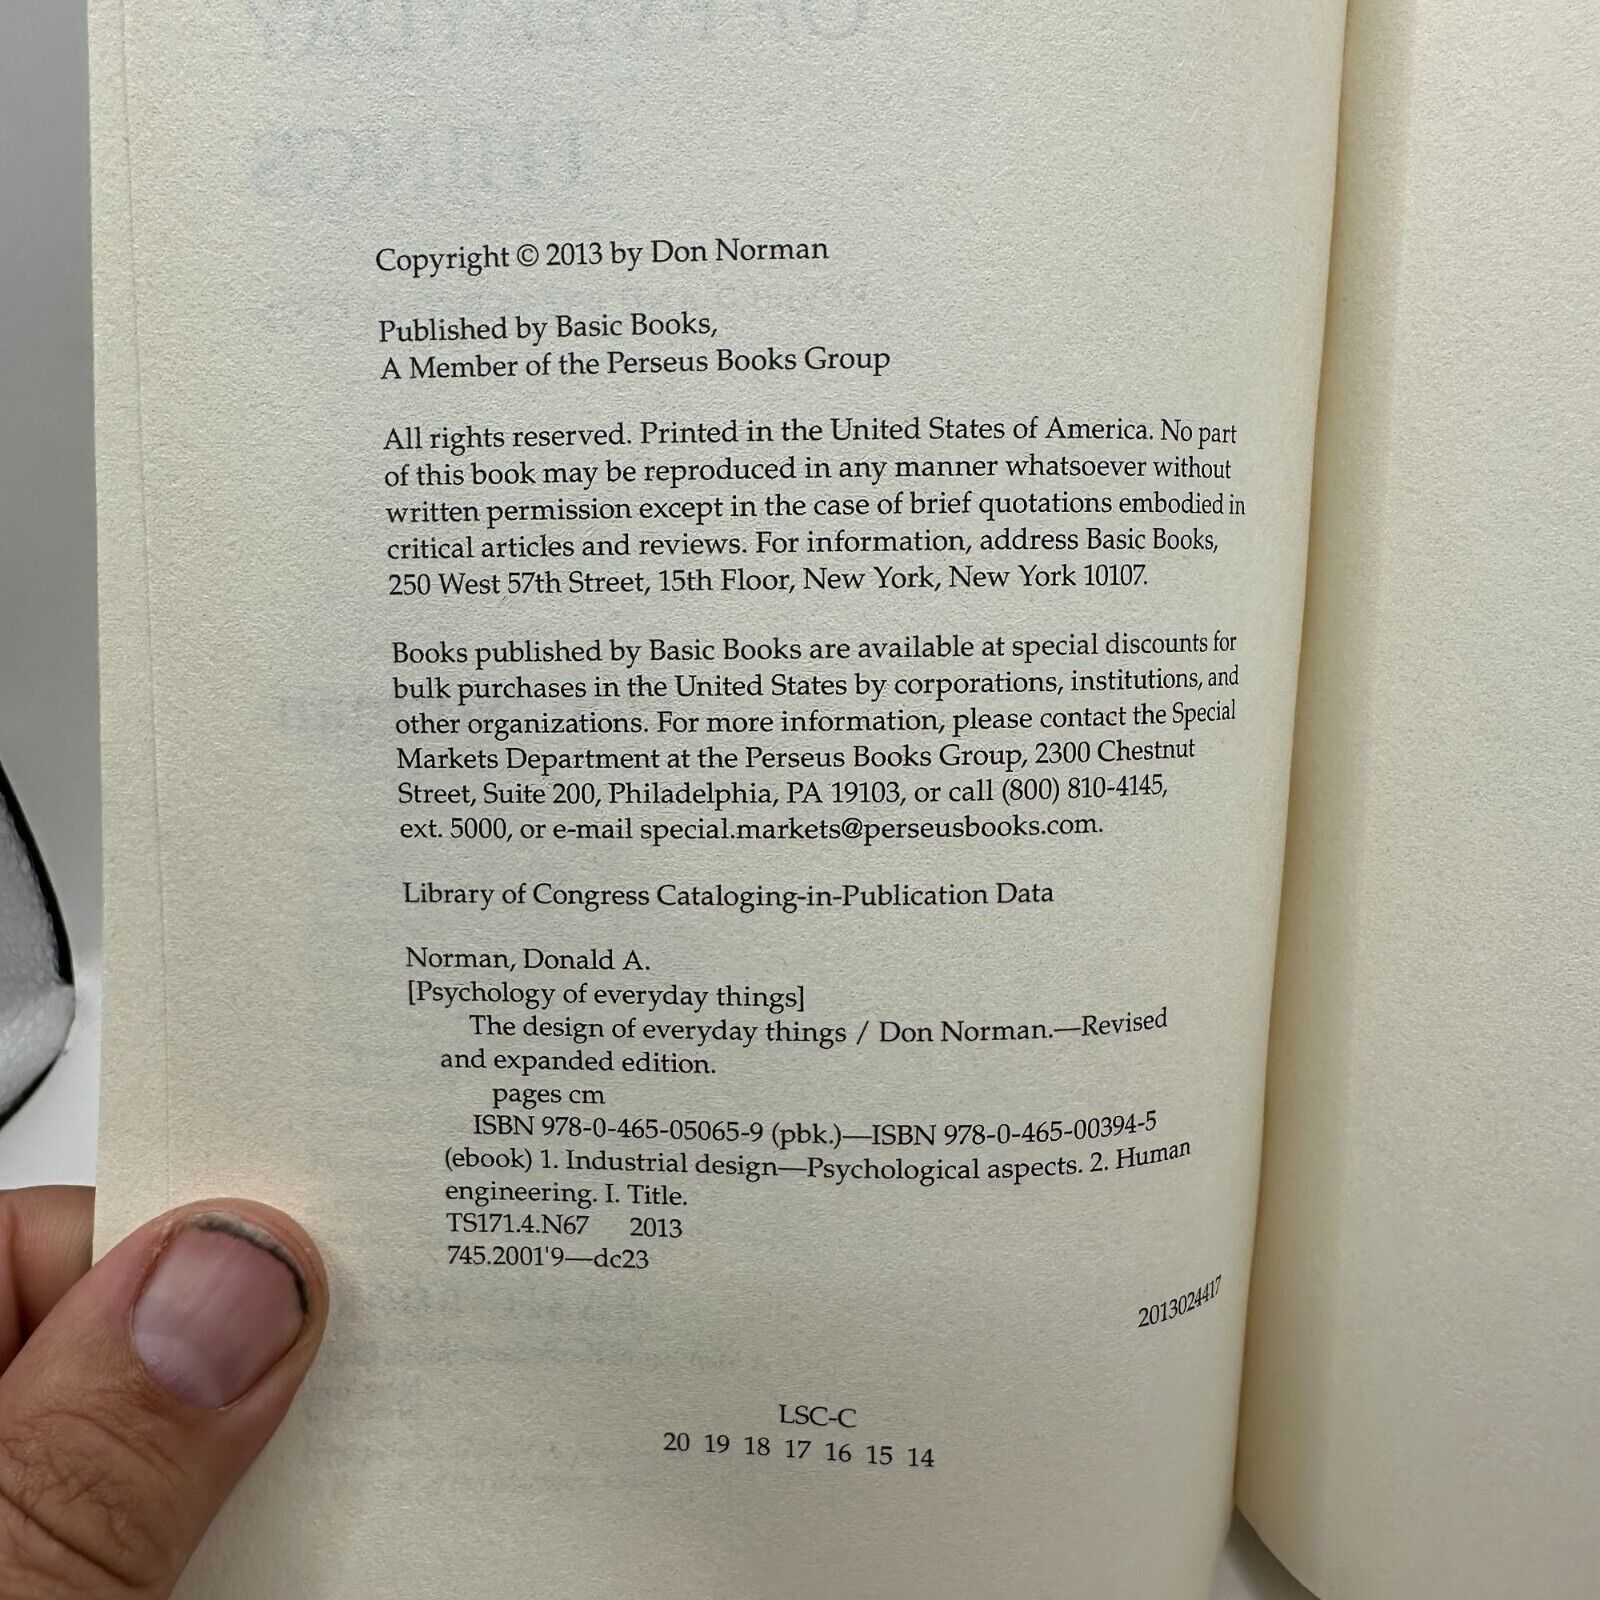 Copyright © 2013 by Don Norman
Published by Basic Books,
A Member of the Perseus Books Group
All rights reserved. Printed in the United States of America. No part
of this book may be reproduced in any manner whatsoever without
written permission except in the case of brief quotations embodied in
critical articles and reviews. For information, address Basic Books,
250 West 57th Street, 15th Floor, New York, New York 10107.
Books published by Basic Books are available at special discounts for
bulk purchases in the United States by corporations, institutions, and
other organizations. For more information, please contact the Special
Markets Department at the Perseus Books Group, 2300 Chestnut
Street, Suite 200, Philadelphia, PA 19103, or call (800) 810-4145,
ext. 5000, or e-mail special.markets@perseusbooks.com.
Library of Congress Cataloging-in-Publication Data
Norman, Donald A.
[Psychology of everyday things]
The design of everyday things / Don Norman.—Revised
and expanded edition.
pages cm
ISBN 978-0-465-05065-9 (pbk.)—ISBN 978-0-465-00394-5
(ebook) 1. Industrial design—Psychological aspects. 2. Human
engineering. I. Title.
TS171.4.N67 2013
745.2001'9—dc23
2013024417
LSC-C
20 19 18 17 16 15 14